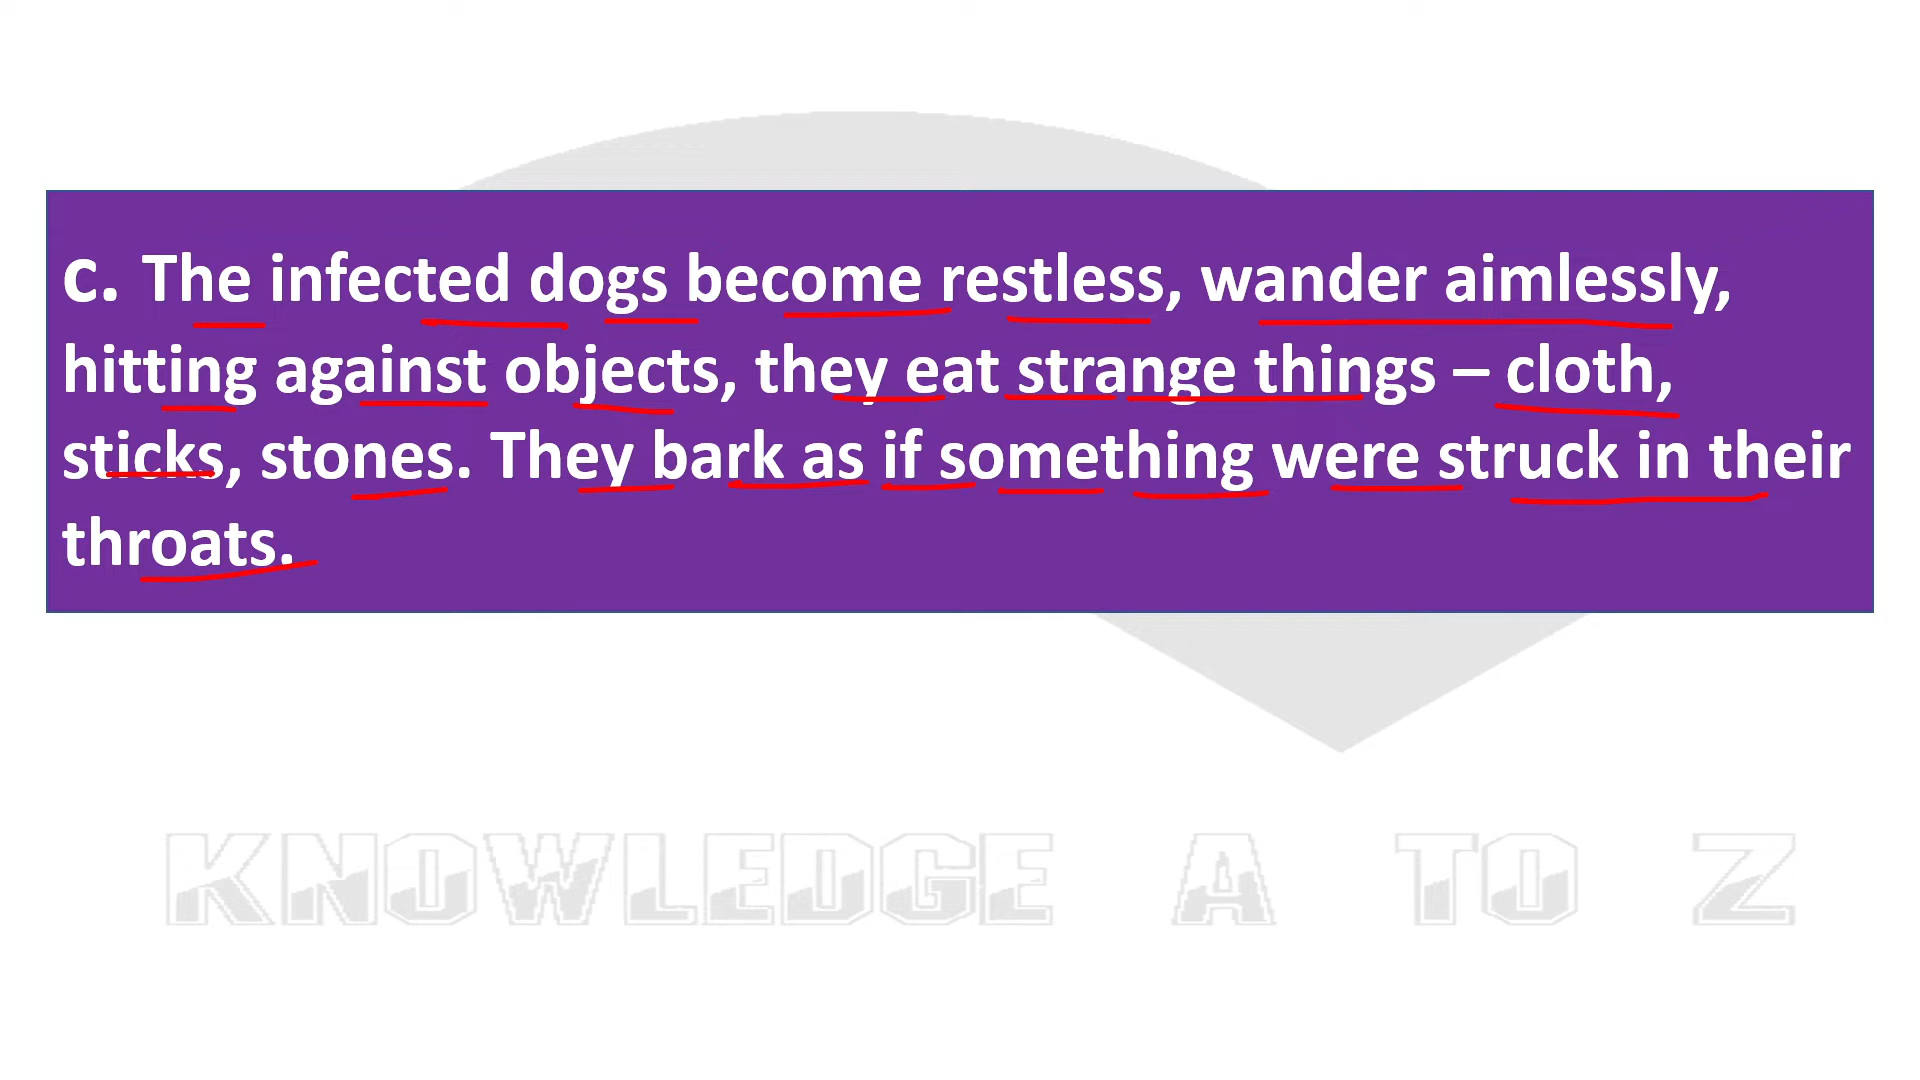 c. The infected dogs become restless, wander aimlessly,
hitting against objects, they eat strange things – cloth,
sticks, stones. They bark as if something were struck in their
throats.
KNOWLEDGE A TO Z